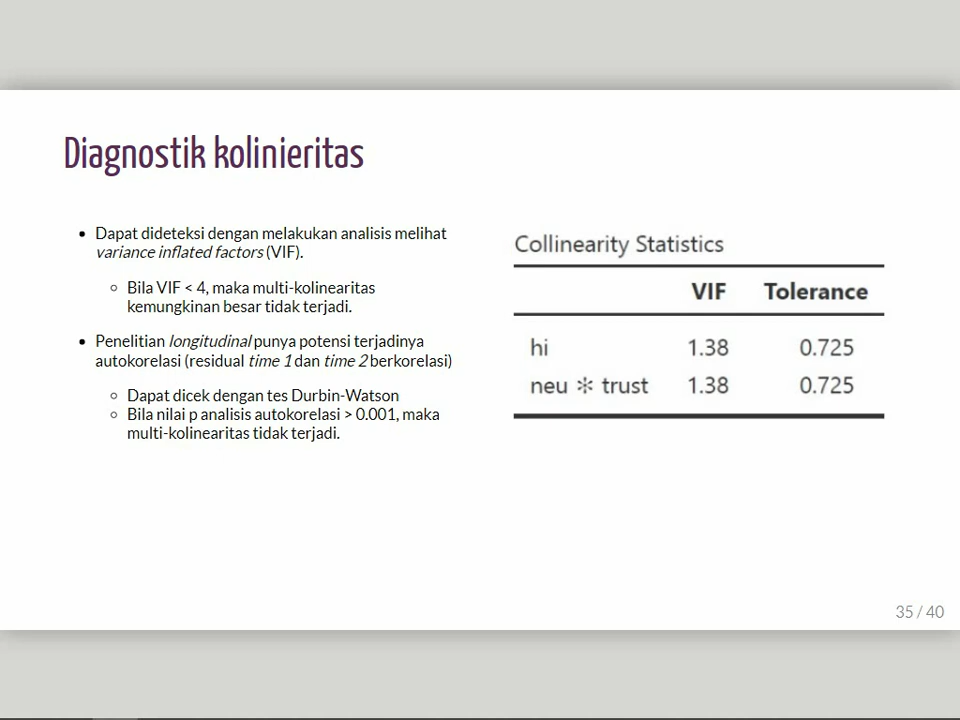 Diagnostik kolinieritas
• Dapat dideteksi dengan melakukan analisis melihat
variance inflated factors (VIF).
◦ Bila VIF < 4, maka multi-kolinearitas
kemungkinan besar tidak terjadi.
• Penelitian longitudinal punya potensi terjadinya
autokorelasi (residual time 1 dan time 2 berkorelasi)
◦ Dapat dicek dengan tes Durbin-Watson
◦ Bila nilai p analisis autokorelasi > 0.001, maka
multi-kolinearitas tidak terjadi.
Collinearity Statistics
VIF Tolerance
hi 1.38 0.725
neu ✻ trust 1.38 0.725
35 / 40